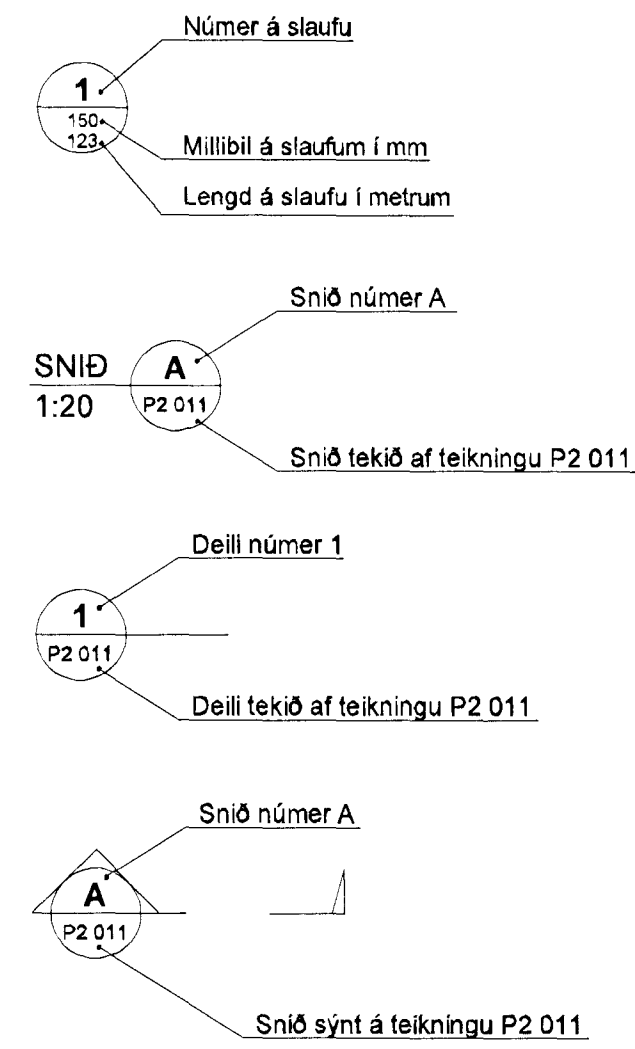 Númer á slaufu
1
150
123
Millibil á slaufum í mm
Lengd á slaufu í metrum
Snið númer A
SNIÐ
A
1:20
P2 011
Snið tekið af teikningu P2 011
Deili númer 1
1
P2 011
Deili tekið af teikningu P2 011
Snið númer A
A
P2 011
Snið sýnt á teikningu P2 011